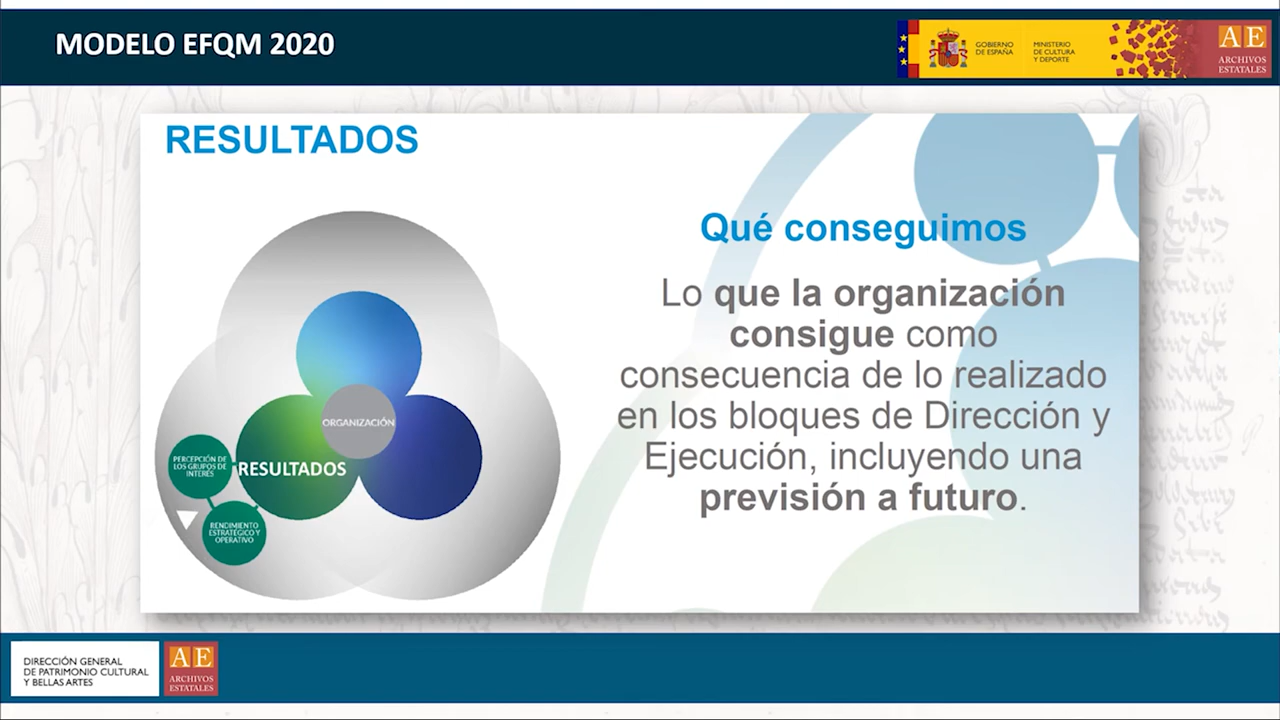 MODELO EFQM 2020
GOBIERNO
DE ESPAÑA
MINISTERIO
DE CULTURA
Y DEPORTE
AE
ARCHIVOS
ESTATALES
RESULTADOS
Qué conseguimos
Lo que la organización
consigue como
consecuencia de lo realizado
en los bloques de Dirección y
Ejecución, incluyendo una
previsión a futuro.
ORGANIZACIÓN
PERCEPCIÓN DE
LOS GRUPOS DE
INTERÉS
RESULTADOS
RENDIMIENTO
ESTRATÉGICO Y
OPERATIVO
DIRECCIÓN GENERAL
DE PATRIMONIO CULTURAL
Y BELLAS ARTES
AE
ARCHIVOS
ESTATALES